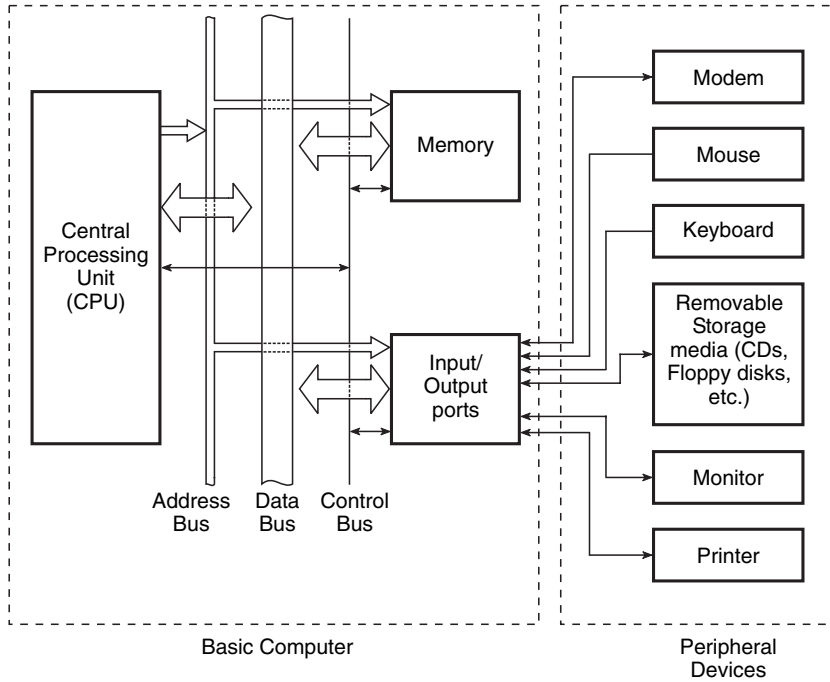 Central
Processing
Unit
(CPU)
Memory
Input/
Output
ports
Address
Bus
Data
Bus
Control
Bus
Basic Computer
Modem
Mouse
Keyboard
Removable
Storage
media (CDs,
Floppy disks,
etc.)
Monitor
Printer
Peripheral
Devices